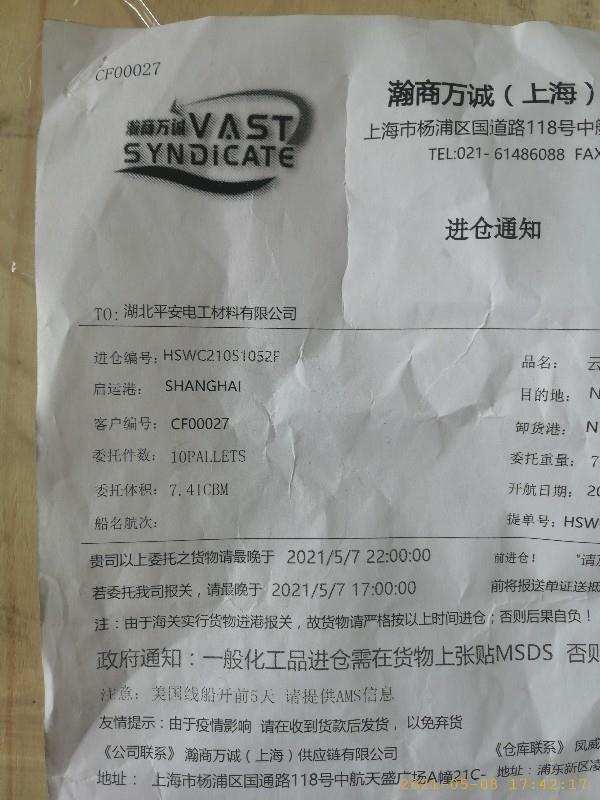 CF00027
瀚商万诚 VAST
SYNDICATE
瀚商万诚（上海）
上海市杨浦区国道路118号中航
TEL:021- 61486088 FAX
进仓通知
TO: 湖北平安电工材料有限公司
进仓编号: HSWC21051052F 品名: 云
启运港: SHANGHAI 目的地: N
客户编号: CF00027 卸货港: N
委托件数: 10PALLETS 委托重量: 7
委托体积: 7.41CBM 开航日期: 20
船名航次: 提单号: HSW
贵司以上委托之货物请最晚于 2021/5/7 22:00:00 前进仓！ "请及
若委托我司报关，请最晚于 2021/5/7 17:00:00 前将报送单证送抵
注：由于海关实行货物进港报关，故货物请严格按以上时间进仓；否则后果自负！
政府通知：一般化工品进仓需在货物上张贴MSDS 否则
注意: 美国线船开前5天 请提供AMS信息
友情提示：由于疫情影响 请在收到货款后发货，以免弃货
《公司联系》 瀚商万诚（上海）供应链有限公司 《仓库联系》 凤威
地址： 上海市杨浦区国通路118号中航天盛广场A幢21C- 地址：浦东新区凌
2021-05-08 17:42:17